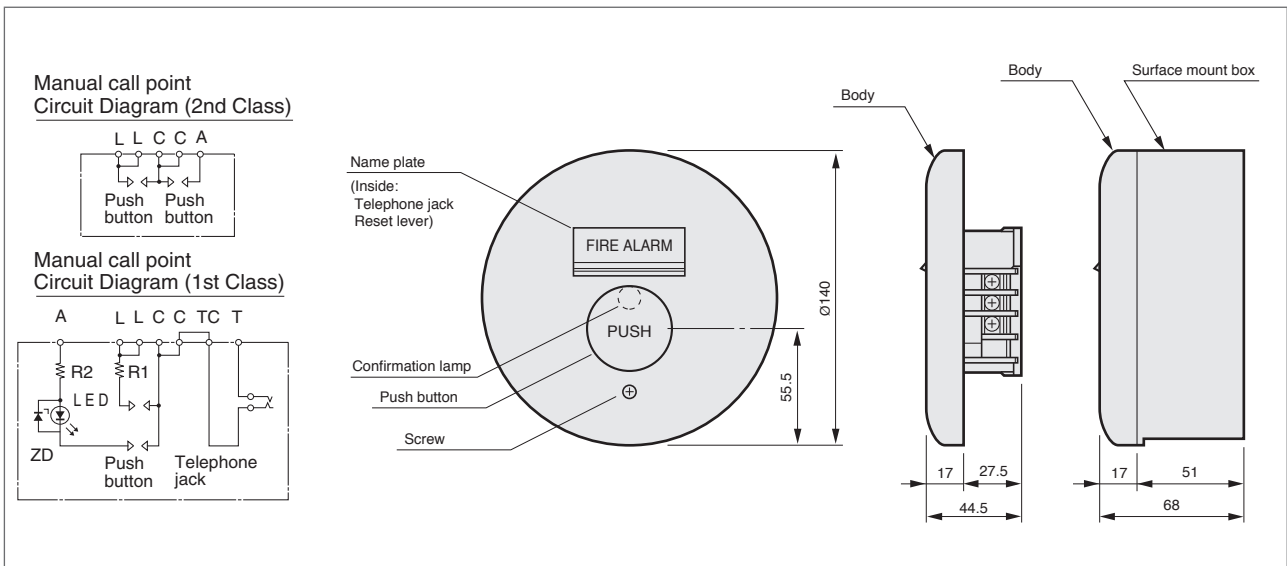 Manual call point
Circuit Diagram (2nd Class)
L L C C A
Push button
Push button
Manual call point
Circuit Diagram (1st Class)
A L L C C TC T
R2
R1
LED
ZD
Push button
Telephone jack
Name plate
(Inside:
Telephone jack
Reset lever)
FIRE ALARM
PUSH
Confirmation lamp
Push button
Screw
55.5
Ø140
Body
17
27.5
44.5
Body
Surface mount box
17
51
68